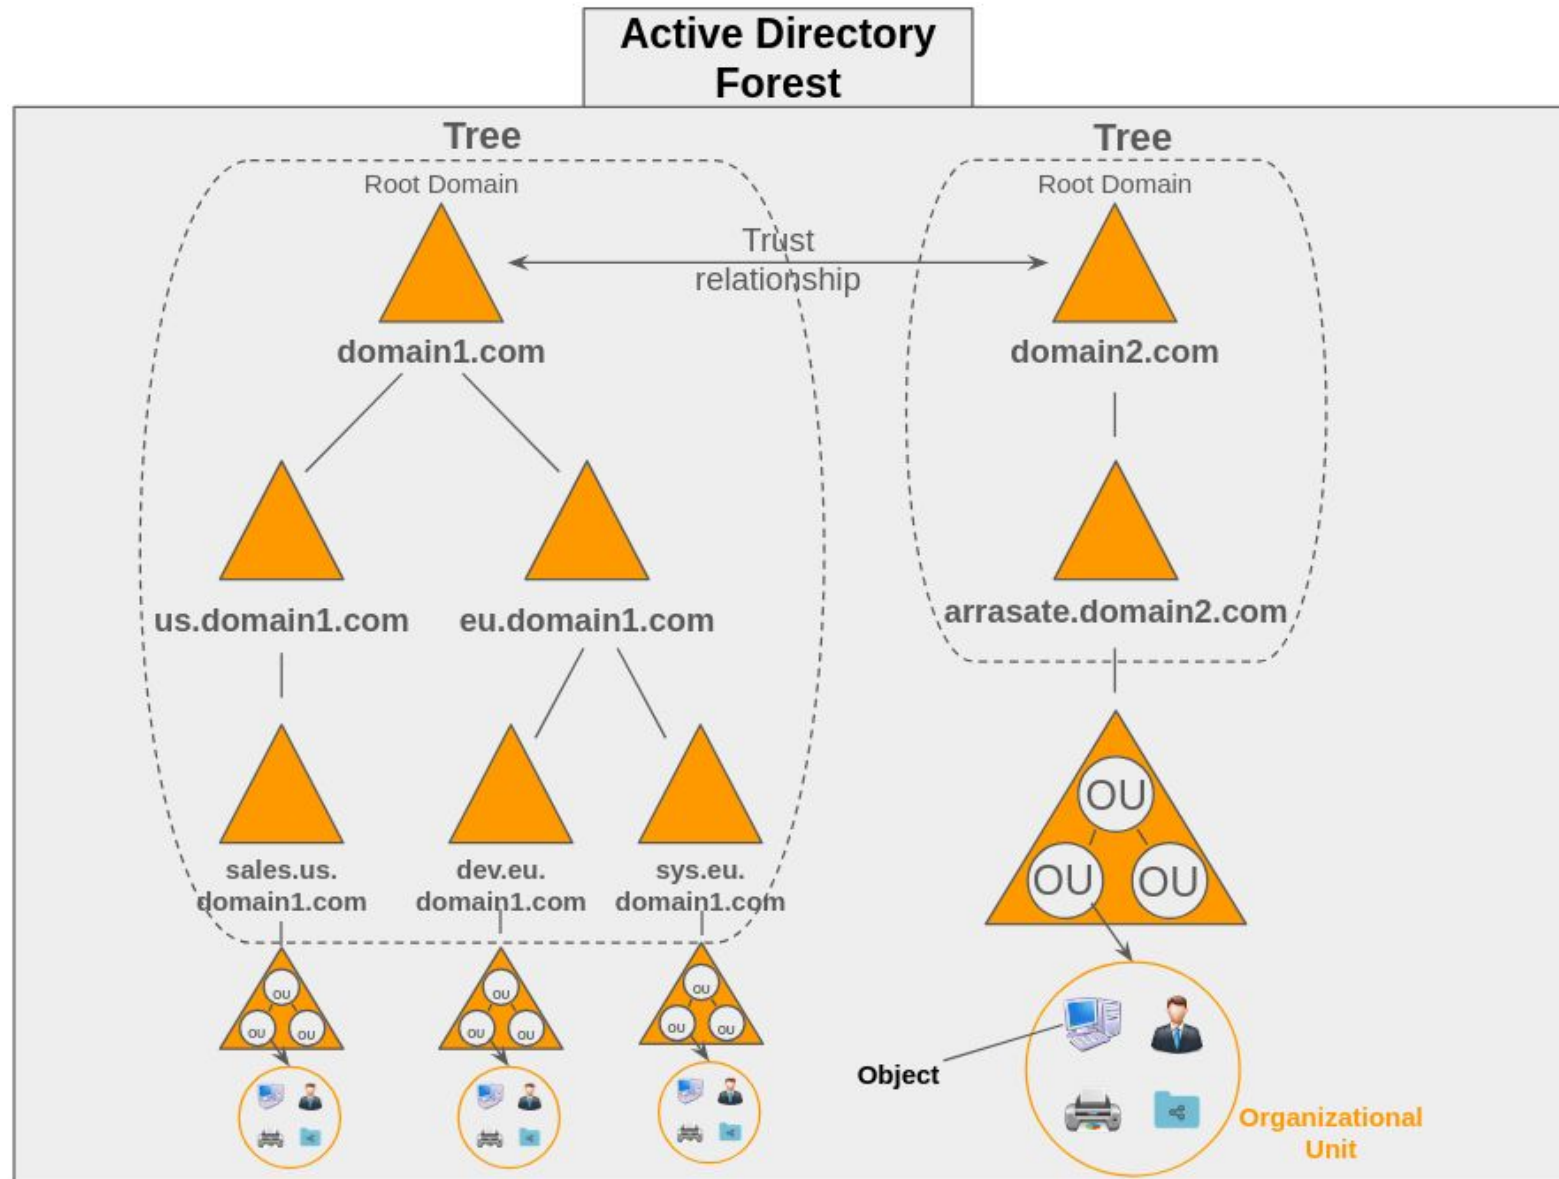 Active Directory
Forest
Tree
Tree
Root Domain
Root Domain
Trust
relationship
domain1.com
domain2.com
us.domain1.com
eu.domain1.com
arrasate.domain2.com
sales.us.
domain1.com
dev.eu.
domain1.com
sys.eu.
domain1.com
OU
OU
OU
OU
OU
OU
OU
OU
OU
OU
OU
OU
Object
Organizational
Unit